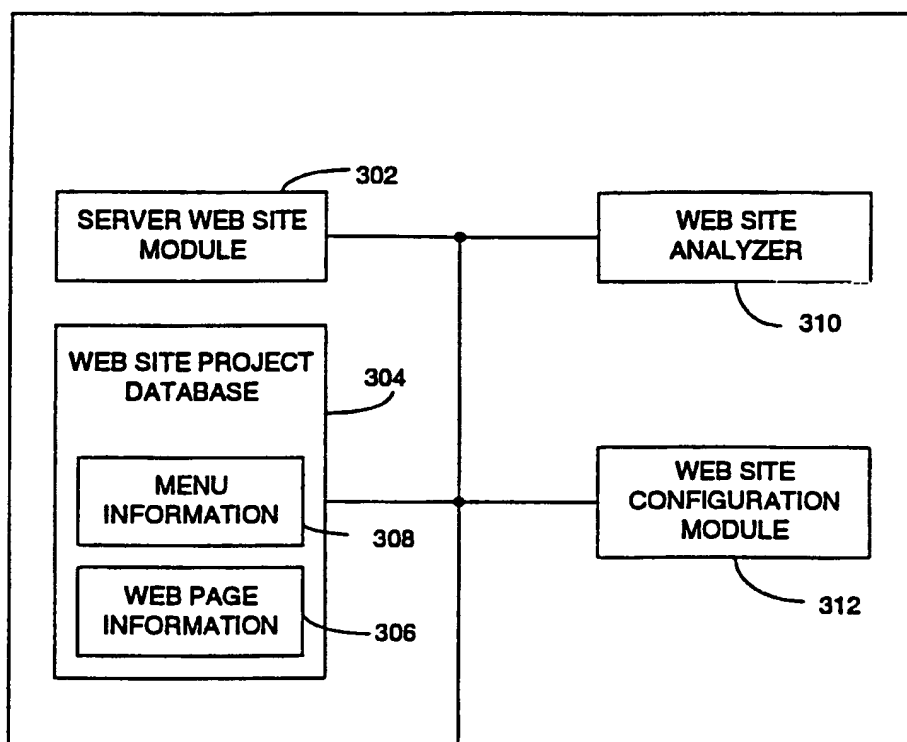 302
SERVER WEB SITE
MODULE
WEB SITE
ANALYZER
310
WEB SITE PROJECT
DATABASE
304
MENU
INFORMATION
308
WEB PAGE
INFORMATION
306
WEB SITE
CONFIGURATION
MODULE
312